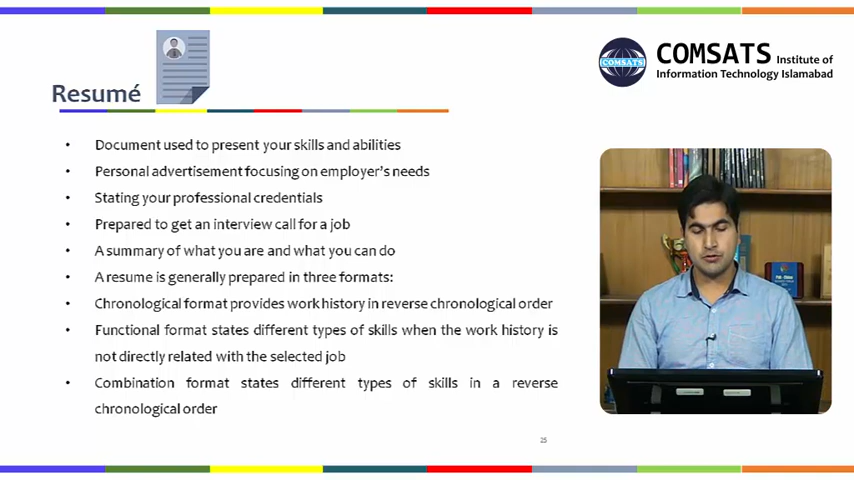 COMSATS Institute of
Information Technology Islamabad
COMSATS
Resumé
• Document used to present your skills and abilities
• Personal advertisement focusing on employer's needs
• Stating your professional credentials
• Prepared to get an interview call for a job
• A summary of what you are and what you can do
• A resume is generally prepared in three formats:
• Chronological format provides work history in reverse chronological order
• Functional format states different types of skills when the work history is
not directly related with the selected job
• Combination format states different types of skills in a reverse
chronological order
25